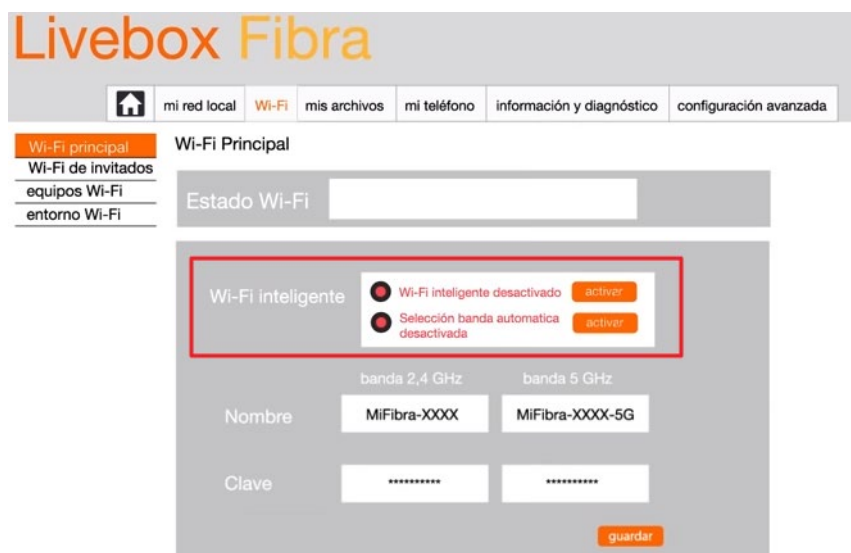 Livebox Fibra
mi red local Wi-Fi mis archivos mi teléfono información y diagnóstico configuración avanzada
Wi-Fi principal
Wi-Fi de invitados
equipos Wi-Fi
entorno Wi-Fi
Wi-Fi Principal
Estado Wi-Fi
Wi-Fi inteligente
Wi-Fi inteligente desactivado activar
Selección banda automatica activar
desactivada
banda 2,4 GHz banda 5 GHz
Nombre MiFibra-XXXX MiFibra-XXXX-5G
Clave ********** **********
guardar